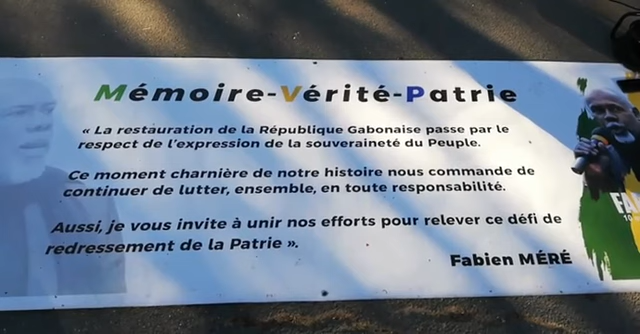 Mémoire-Vérité-Patrie
« La restauration de la République Gabonaise passe par le
respect de l'expression de la souveraineté du Peuple.
Ce moment charnière de notre histoire nous commande de
continuer de lutter, ensemble, en toute responsabilité.
Aussi, je vous invite à unir nos efforts pour relever ce défi de
redressement de la Patrie ».
Fabien MÉRÉ